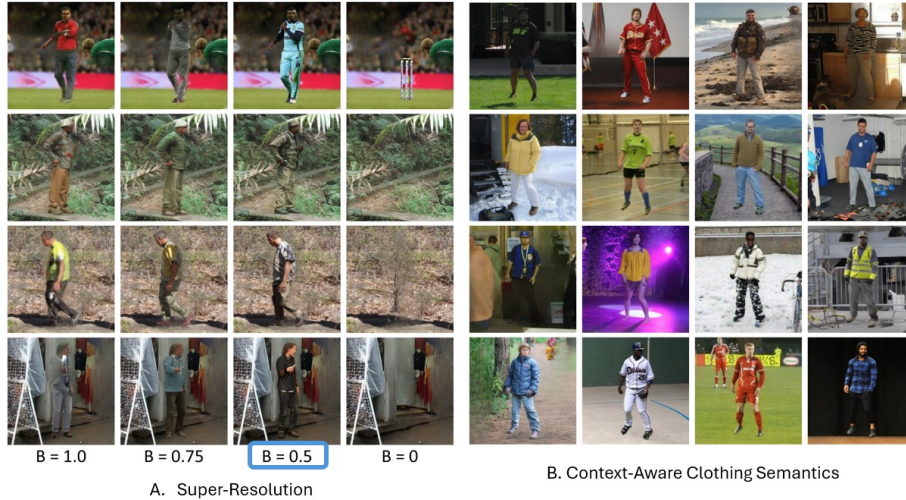 B = 1.0
B = 0.75
B = 0.5
B = 0
A. Super-Resolution
B. Context-Aware Clothing Semantics